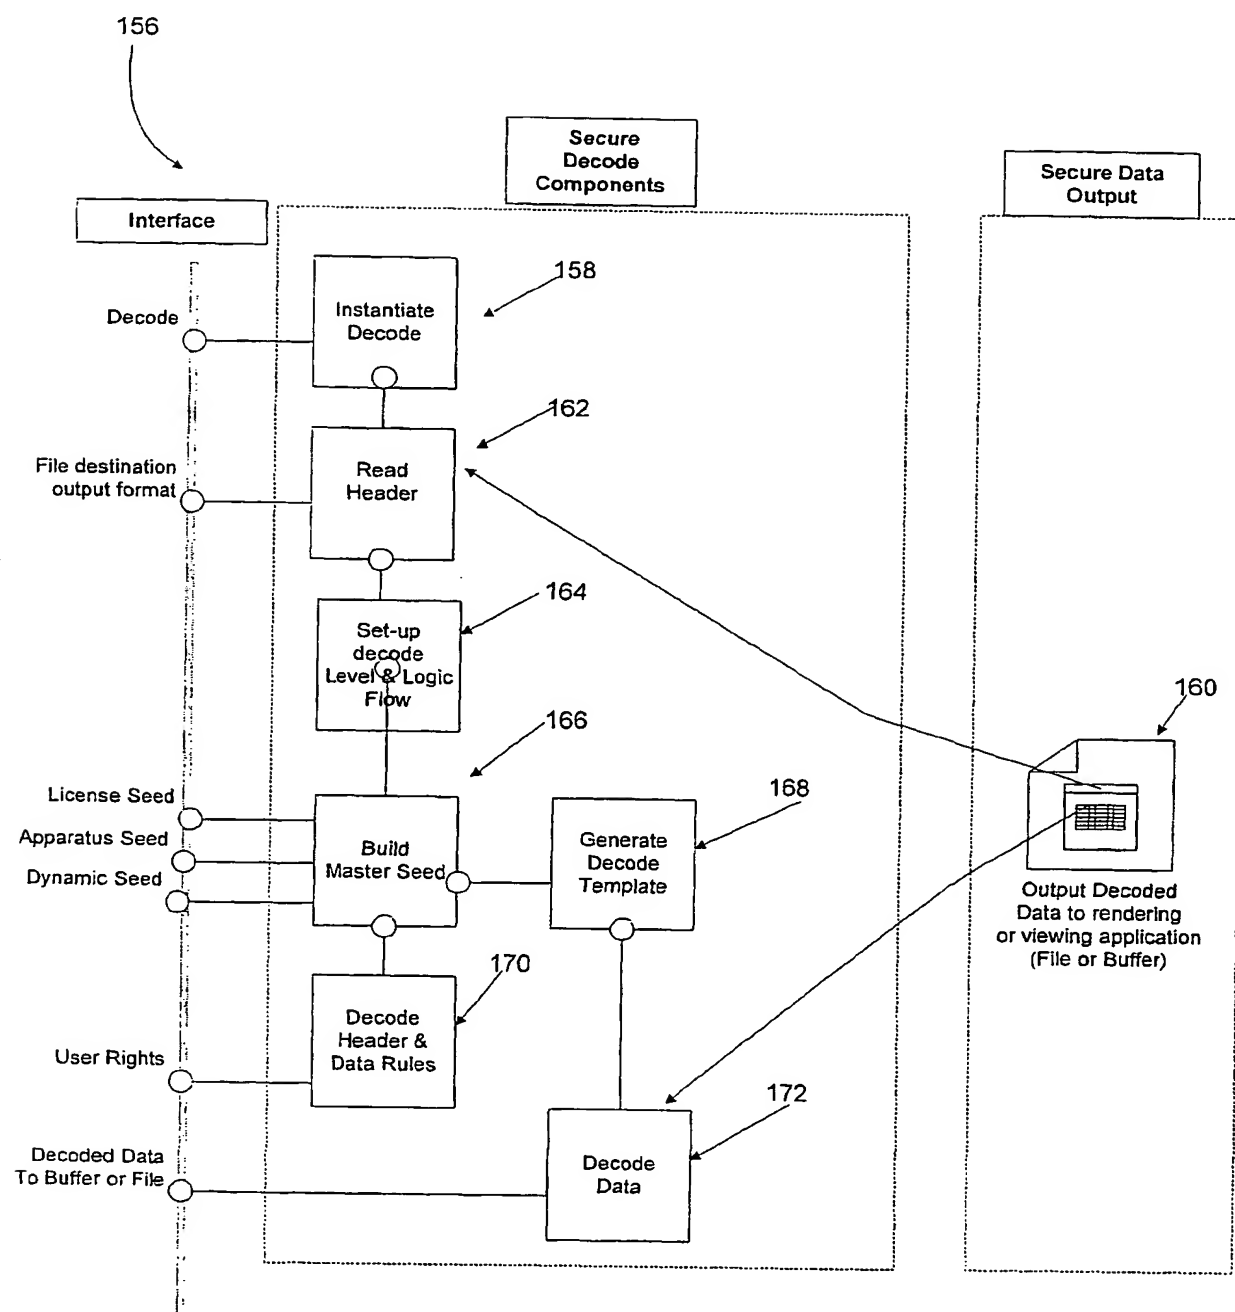 156
Secure
Decode
Components
Secure Data
Output
Interface
158
Instantiate
Decode
Decode
162
File destination
output format
Read
Header
164
Set-up
decode
Level & Logic
Flow
160
166
License Seed
Apparatus Seed
Dynamic Seed
Build
Master Seed
168
Generate
Decode
Template
Output Decoded
Data to rendering
or viewing application
(File or Buffer)
170
Decode
Header &
Data Rules
User Rights
172
Decoded Data
To Buffer or File
Decode
Data